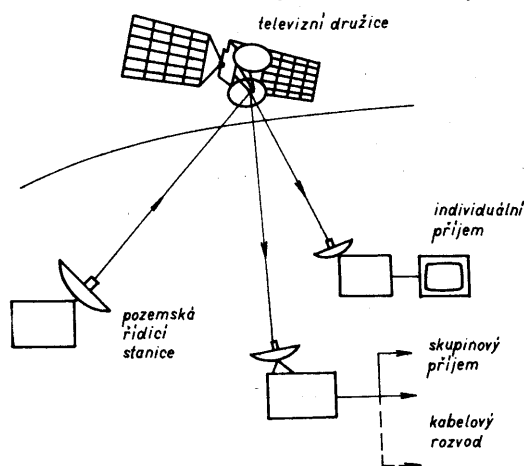 televizní družice
individuální
příjem
pozemská
řídicí
stanice
skupinový
příjem
kabelový
rozvod